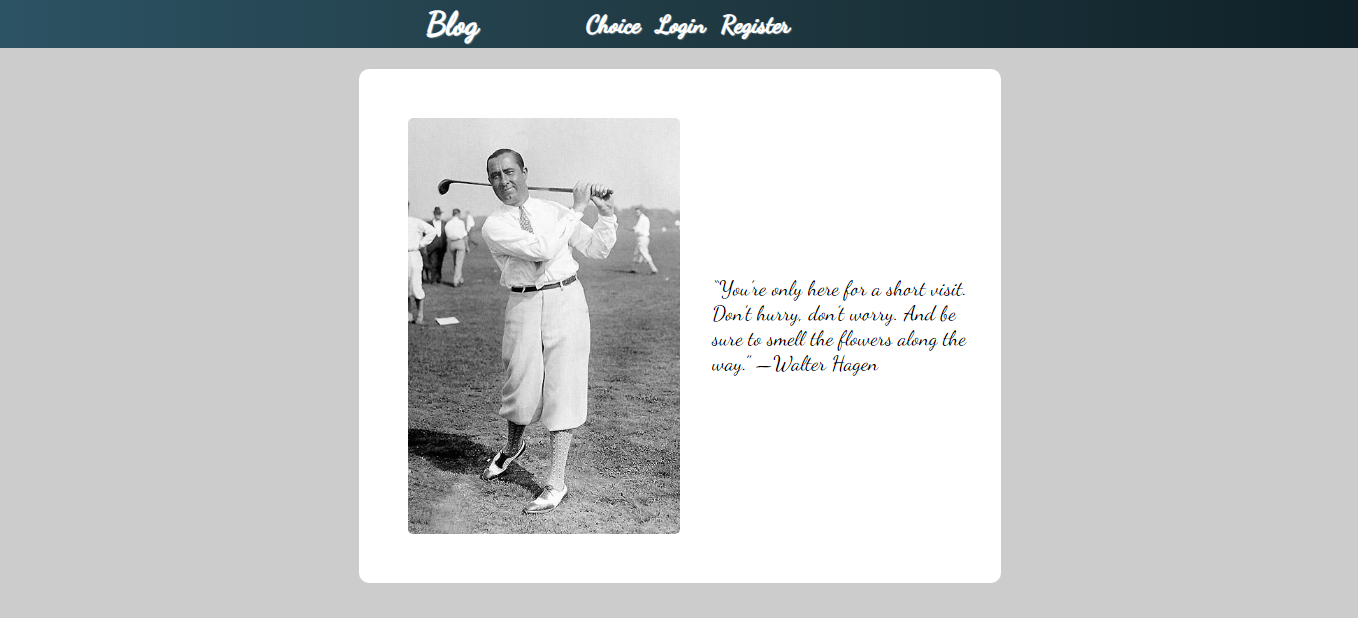 Blog Choice Login Register
“You're only here for a short visit.
Don't hurry, don't worry. And be
sure to smell the flowers along the
way.” —Walter Hagen